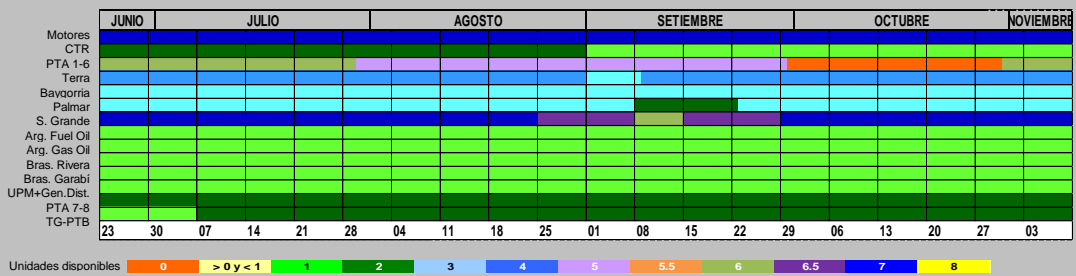 JUNIO JULIO AGOSTO SETIEMBRE OCTUBRE NOVIEMBRE
Motores
CTR
PTA 1-6
Terra
Baygorria
Palmar
S. Grande
Arg. Fuel Oil
Arg. Gas Oil
Bras. Rivera
Bras. Garabí
UPM+Gen.Dist.
PTA 7-8
TG-PTB
23 30 07 14 21 28 04 11 18 25 01 08 15 22 29 06 13 20 27 03
Unidades disponibles 0 > 0 y < 1 1 2 3 4 5 5.5 6 6.5 7 8